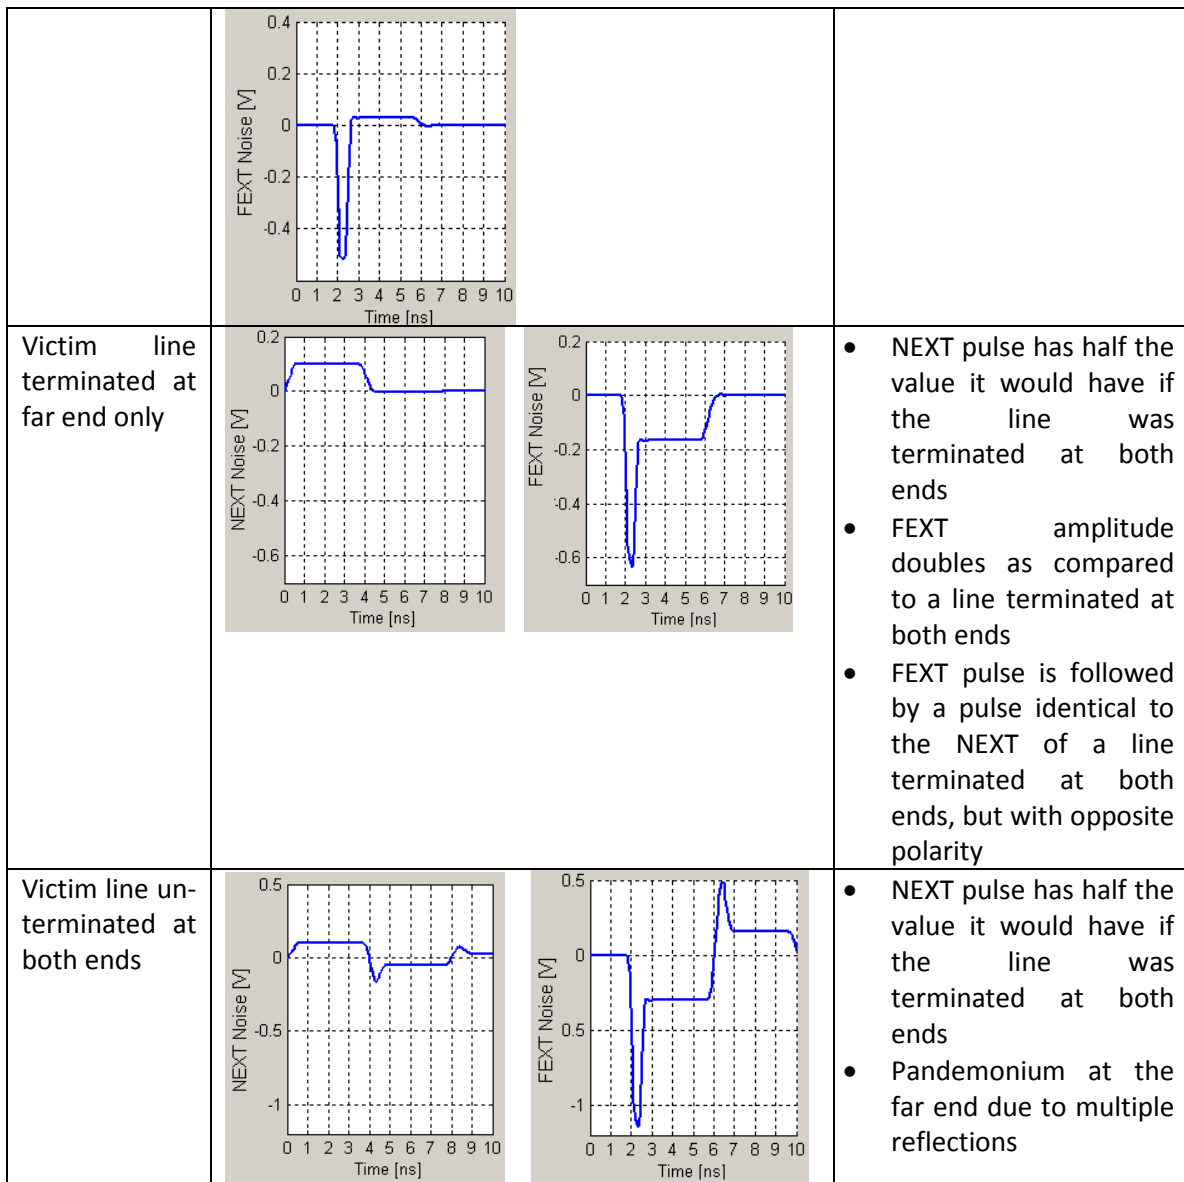 0.4
0.2
0
-0.2
-0.4
FEXT Noise [V]
0 1 2 3 4 5 6 7 8 9 10
Time [ns]
Victim line
terminated at
far end only
0.2
0
-0.2
-0.4
-0.6
NEXT Noise [V]
0 1 2 3 4 5 6 7 8 9 10
Time [ns]
0.2
0
-0.2
-0.4
-0.6
FEXT Noise [V]
0 1 2 3 4 5 6 7 8 9 10
Time [ns]
• NEXT pulse has half the
value it would have if
the line was
terminated at both
ends
• FEXT amplitude
doubles as compared
to a line terminated at
both ends
• FEXT pulse is followed
by a pulse identical to
the NEXT of a line
terminated at both
ends, but with opposite
polarity
Victim line un-
terminated at
both ends
0.5
0
-0.5
-1
NEXT Noise [V]
0 1 2 3 4 5 6 7 8 9 10
Time [ns]
0.5
0
0.5
-1
FEXT Noise [V]
0 1 2 3 4 5 6 7 8 9 10
Time [ns]
• NEXT pulse has half the
value it would have if
the line was
terminated at both
ends
• Pandemonium at the
far end due to multiple
reflections